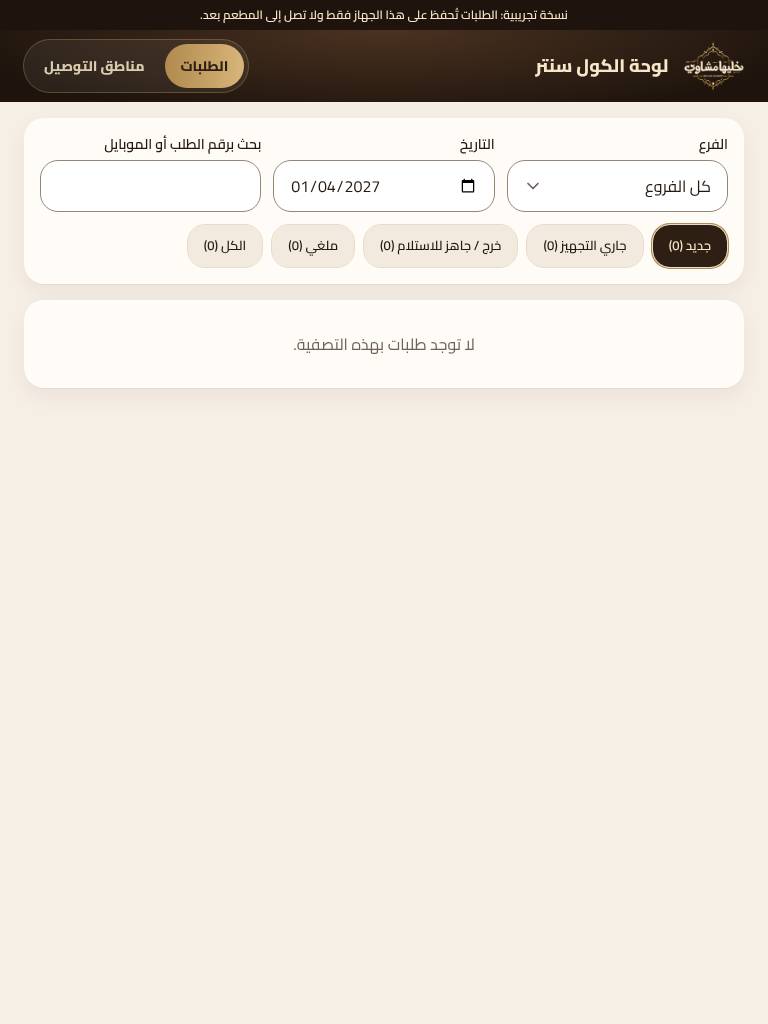 نسخة تجريبية: الطلبات تُحفظ على هذا الجهاز فقط ولا تصل إلى المطعم بعد.
خليها مشاوي
لوحة الكول سنتر
الطلبات
مناطق التوصيل
الفرع
التاريخ
بحث برقم الطلب أو الموبايل
كل الفروع
01/04/2027
جديد (0)
جاري التجهيز (0)
خرج / جاهز للاستلام (0)
ملغي (0)
الكل (0)
لا توجد طلبات بهذه التصفية.